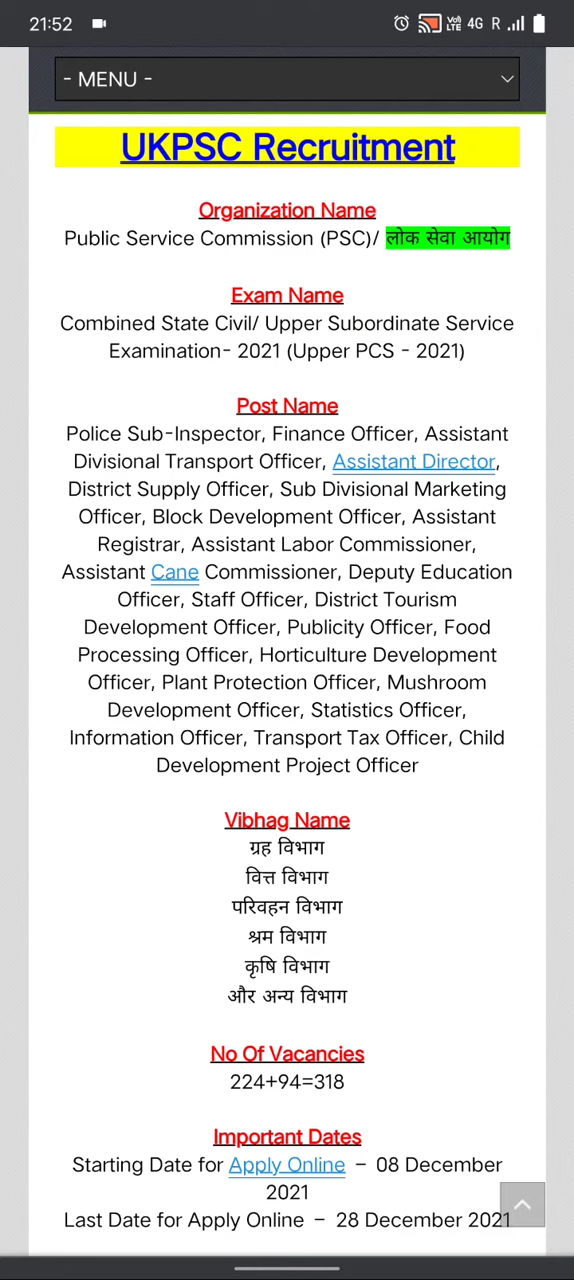 21:52
Vo) LTE 4G R
- MENU -
UKPSC Recruitment
Organization Name
Public Service Commission (PSC)/ लोक सेवा आयोग
Exam Name
Combined State Civil/ Upper Subordinate Service
Examination- 2021 (Upper PCS - 2021)
Post Name
Police Sub-Inspector, Finance Officer, Assistant
Divisional Transport Officer, Assistant Director,
District Supply Officer, Sub Divisional Marketing
Officer, Block Development Officer, Assistant
Registrar, Assistant Labor Commissioner,
Assistant Cane Commissioner, Deputy Education
Officer, Staff Officer, District Tourism
Development Officer, Publicity Officer, Food
Processing Officer, Horticulture Development
Officer, Plant Protection Officer, Mushroom
Development Officer, Statistics Officer,
Information Officer, Transport Tax Officer, Child
Development Project Officer
Vibhag Name
ग्रह विभाग
वित्त विभाग
परिवहन विभाग
श्रम विभाग
कृषि विभाग
और अन्य विभाग
No Of Vacancies
224+94=318
Important Dates
Starting Date for Apply Online – 08 December
2021
Last Date for Apply Online – 28 December 2021